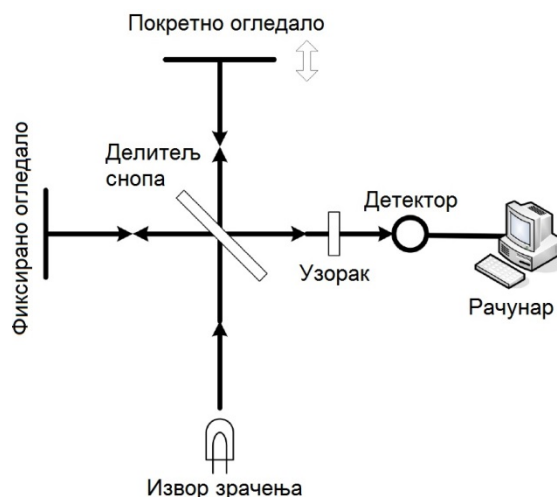 Покретно огледало
Делитељ
снопа
Фиксирано огледало
Детектор
Узорак
Рачунар
Извор зрачења